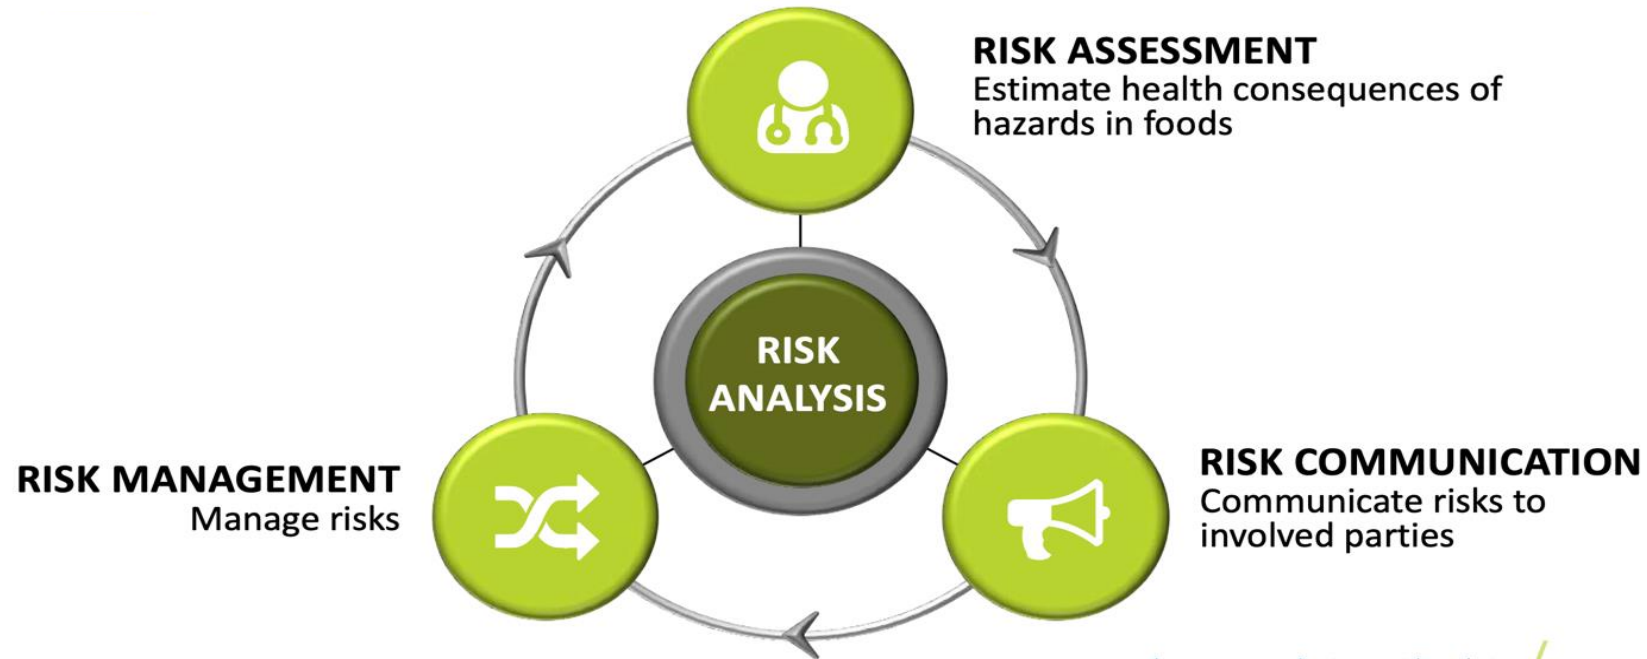 RISK ASSESSMENT
Estimate health consequences of
hazards in foods
RISK
ANALYSIS
RISK MANAGEMENT
Manage risks
RISK COMMUNICATION
Communicate risks to
involved parties